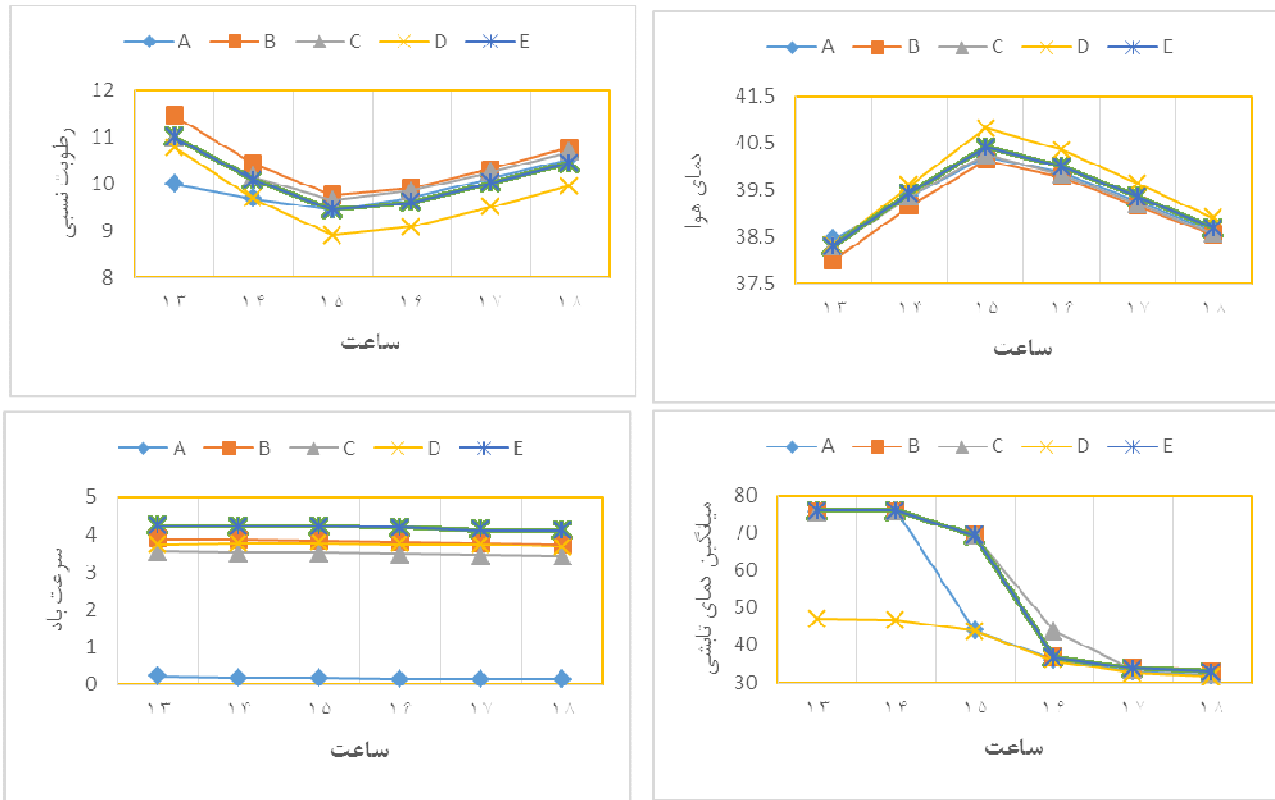 A B C D E
رطوبت نسبی
12
11
10
9
8
۱۳ ۱۴ ۱۵ ۱۶ ۱۷ ۱۸
ساعت
A B C D E
دمای هوا
41.5
40.5
39.5
38.5
37.5
۱۳ ۱۴ ۱۵ ۱۶ ۱۷ ۱۸
ساعت
A B C D E
سرعت باد
5
4
3
2
1
0
۱۳ ۱۴ ۱۵ ۱۶ ۱۷ ۱۸
ساعت
A B C D E
میانگین دمای تابشی
80
70
60
50
40
30
۱۳ ۱۴ ۱۵ ۱۶ ۱۷ ۱۸
ساعت